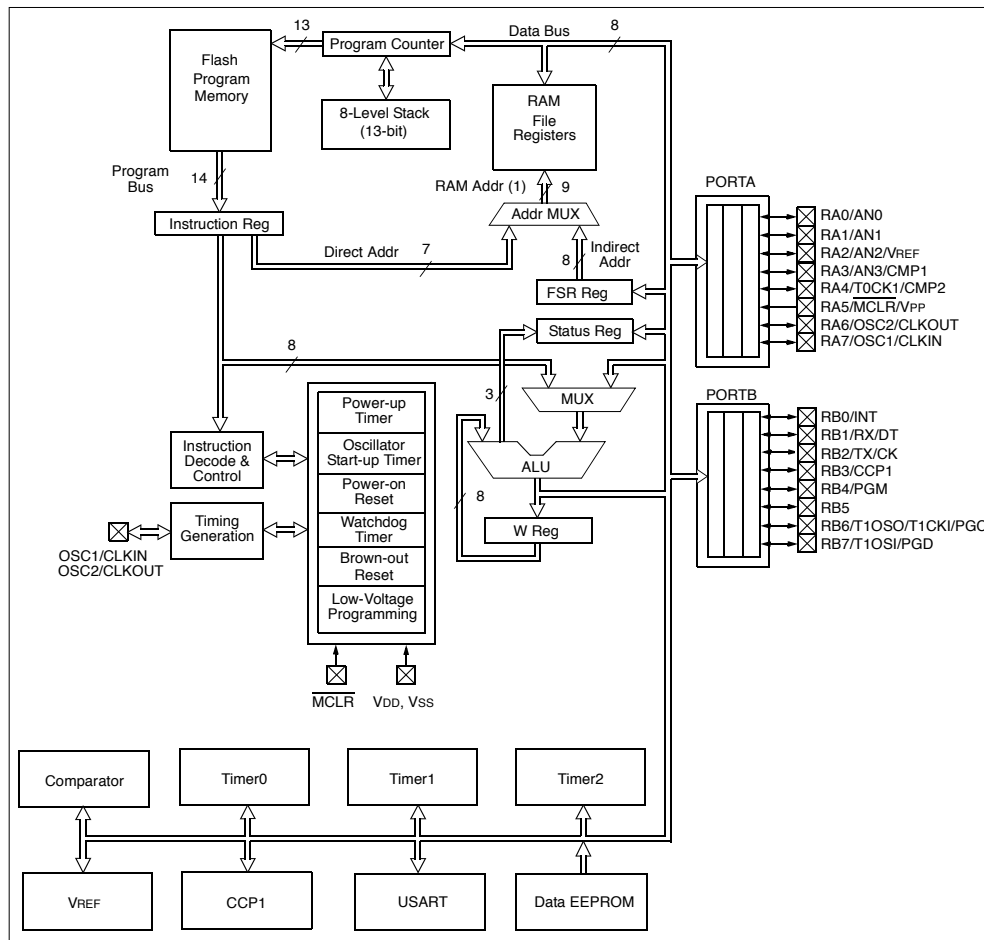 13
Data Bus
8
Program Counter
Flash
Program
Memory
8-Level Stack
(13-bit)
RAM
File
Registers
Program
Bus
14
RAM Addr (1)
9
Addr MUX
Instruction Reg
Direct Addr
7
8
Indirect
Addr
FSR Reg
Status Reg
8
3
MUX
ALU
8
W Reg
Instruction
Decode &
Control
Timing
Generation
OSC1/CLKIN
OSC2/CLKOUT
Power-up
Timer
Oscillator
Start-up Timer
Power-on
Reset
Watchdog
Timer
Brown-out
Reset
Low-Voltage
Programming
MCLR
VDD, VSS
PORTA
RA0/AN0
RA1/AN1
RA2/AN2/VREF
RA3/AN3/CMP1
RA4/T0CK1/CMP2
RA5/MCLR/VPP
RA6/OSC2/CLKOUT
RA7/OSC1/CLKIN
PORTB
RB0/INT
RB1/RX/DT
RB2/TX/CK
RB3/CCP1
RB4/PGM
RB5
RB6/T1OSO/T1CKI/PGC
RB7/T1OSI/PGD
Comparator
Timer0
Timer1
Timer2
VREF
CCP1
USART
Data EEPROM